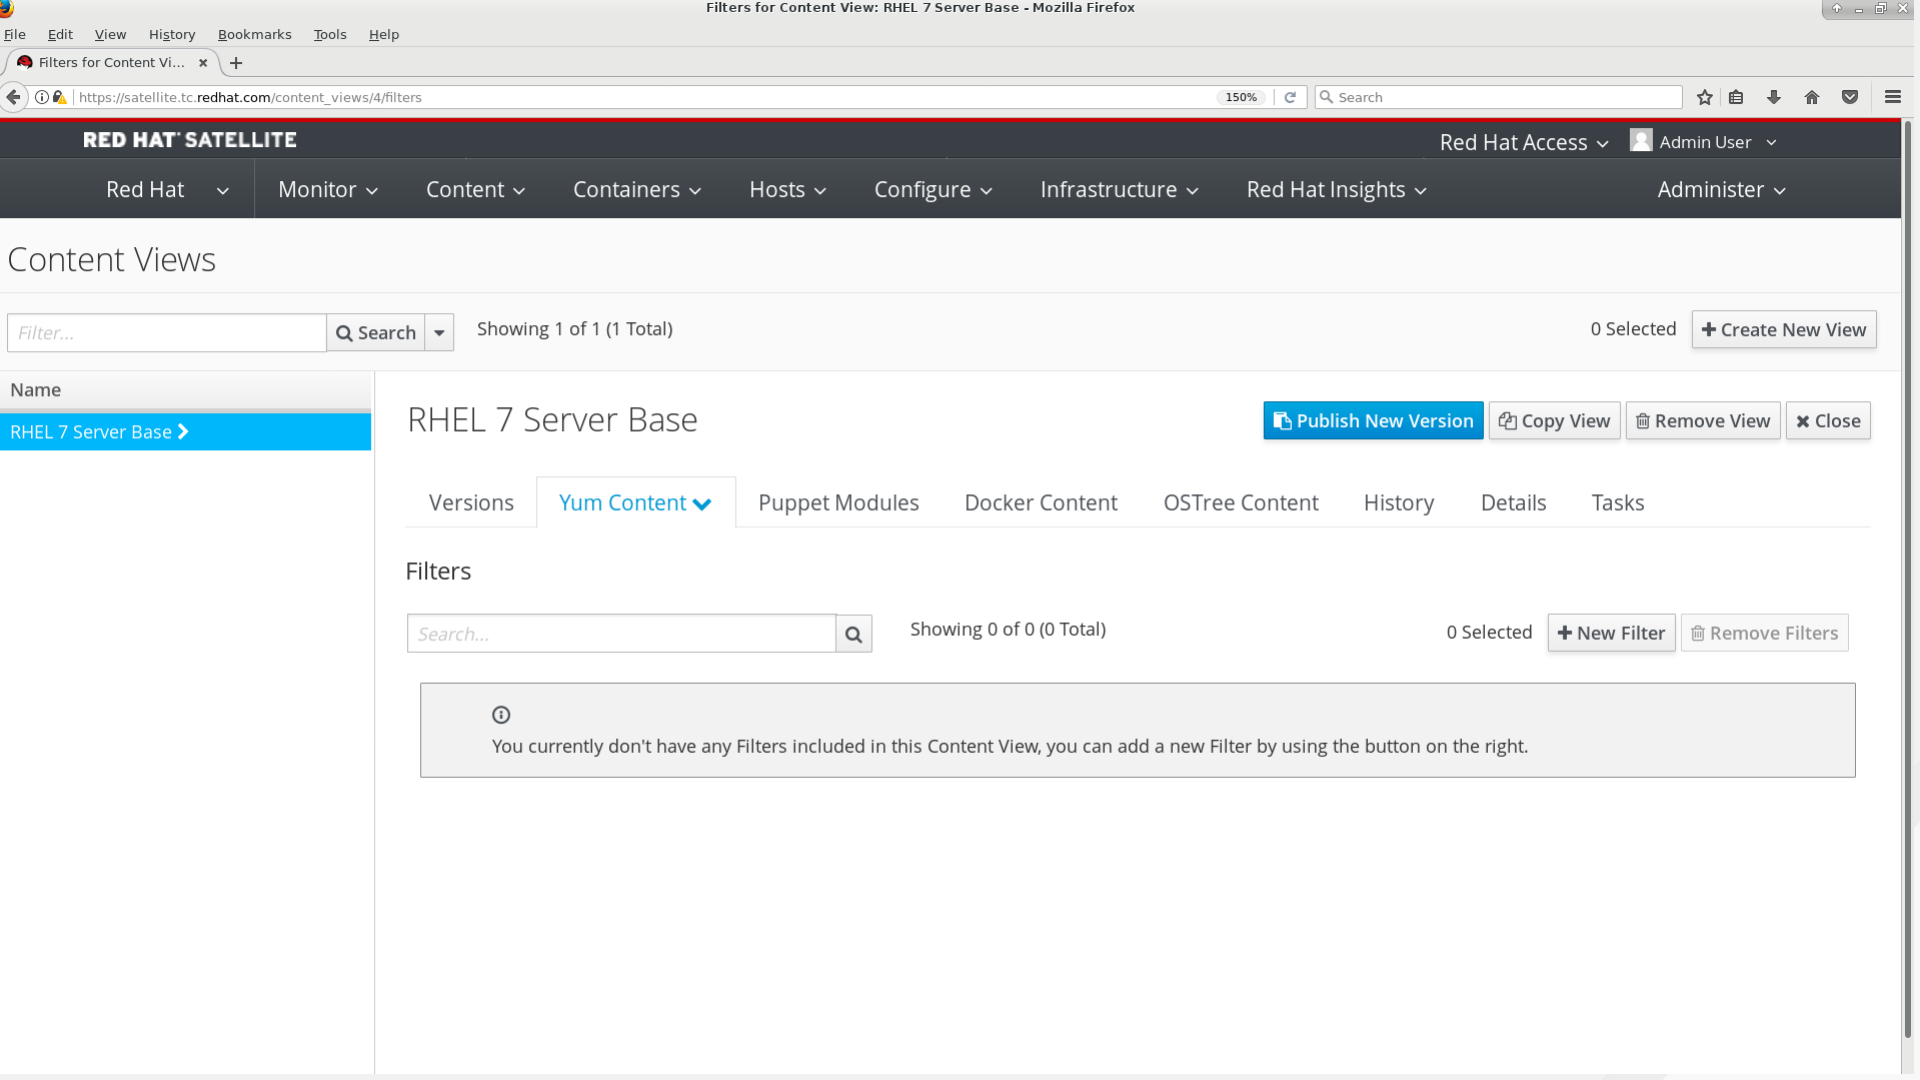 Filters for Content View: RHEL 7 Server Base - Mozilla Firefox
File Edit View History Bookmarks Tools Help
Filters for Content Vi...
https://satellite.tc.redhat.com/content_views/4/filters 150% Search
RED HAT SATELLITE Red Hat Access Admin User
Red Hat Monitor Content Containers Hosts Configure Infrastructure Red Hat Insights Administer
Content Views
Filter... Search Showing 1 of 1 (1 Total) 0 Selected Create New View
Name
RHEL 7 Server Base
RHEL 7 Server Base Publish New Version Copy View Remove View Close
Versions Yum Content Puppet Modules Docker Content OSTree Content History Details Tasks
Filters
Search... Showing 0 of 0 (0 Total) 0 Selected New Filter Remove Filters
You currently don't have any Filters included in this Content View, you can add a new Filter by using the button on the right.